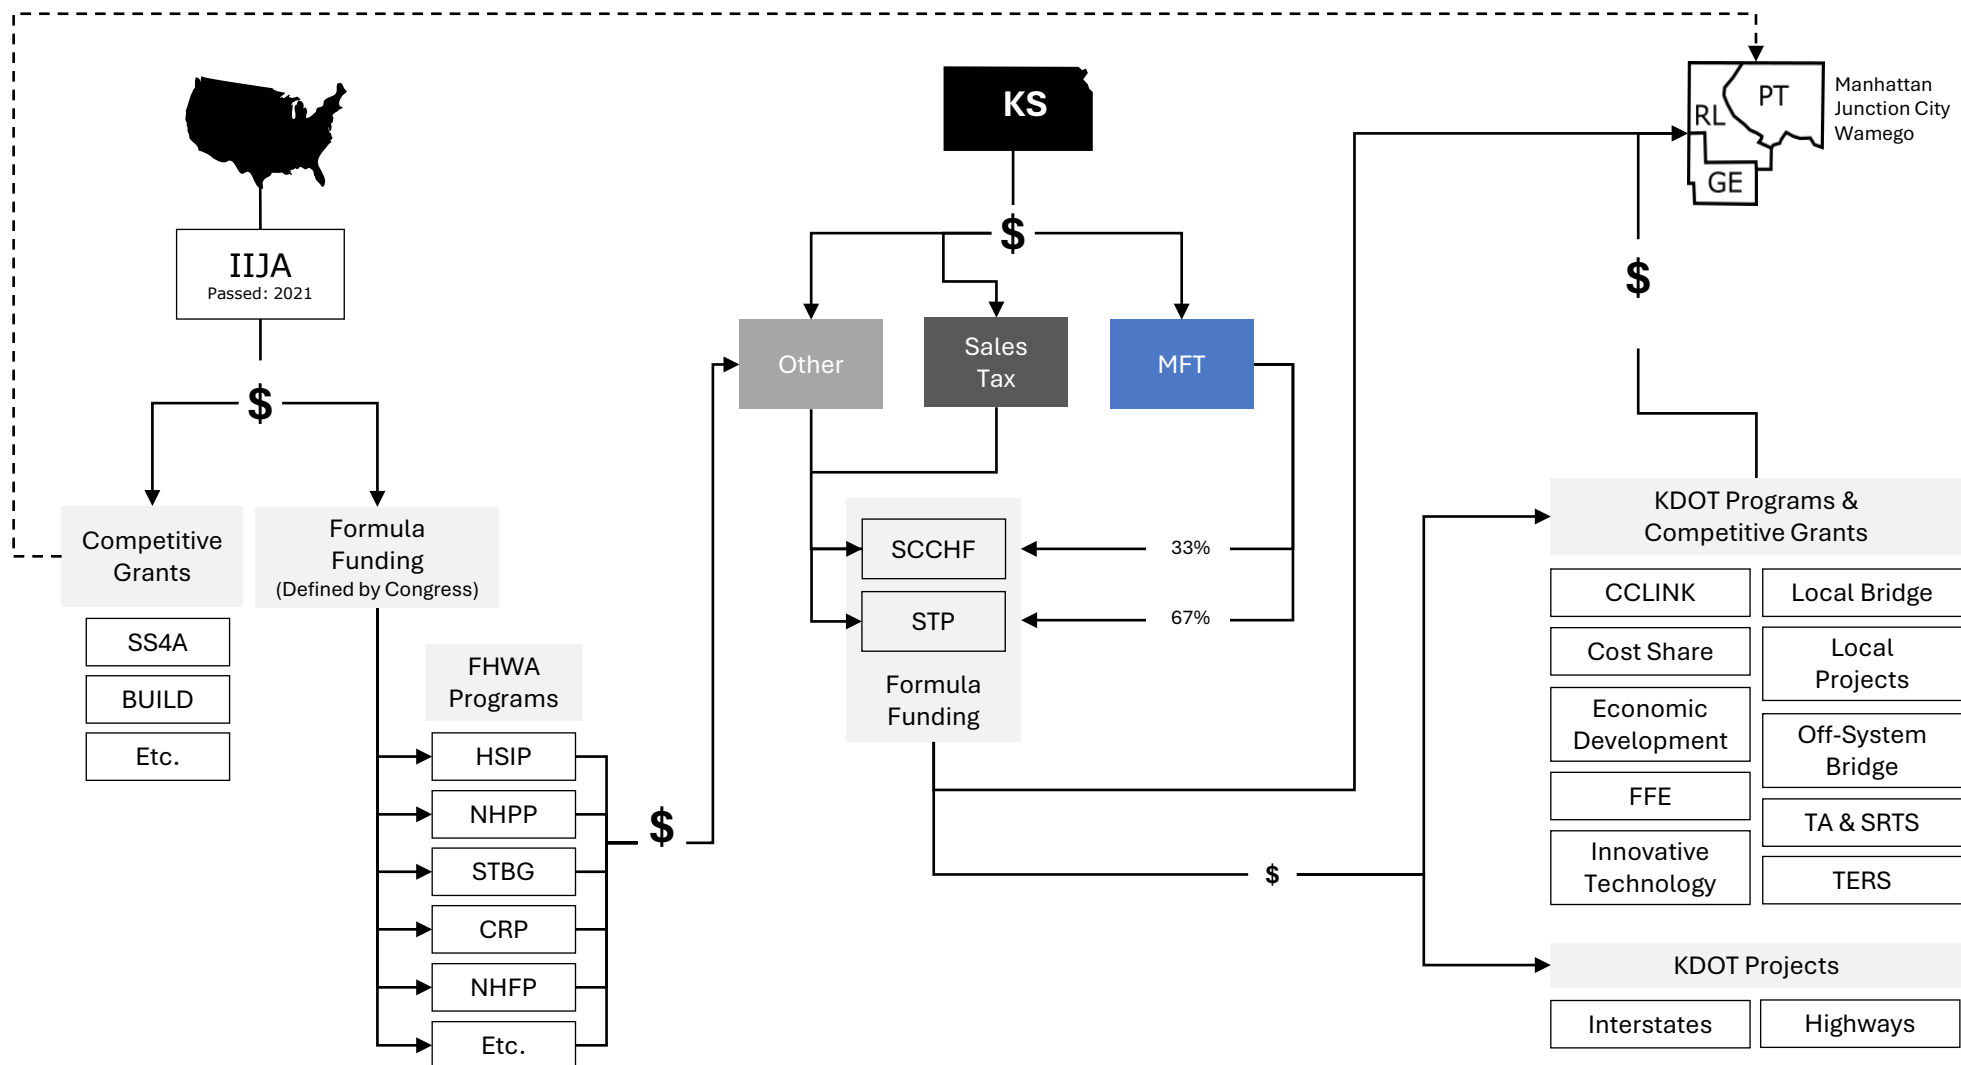 IIJA
Passed: 2021
$
Competitive
Grants
SS4A
BUILD
Etc.
Formula
Funding
(Defined by Congress)
FHWA
Programs
HSIP
NHPP
STBG
CRP
NHFP
Etc.
$
KS
$
Other
Sales
Tax
MFT
SCCHF
33%
STP
67%
Formula
Funding
$
RL
PT
GE
Manhattan
Junction City
Wamego
$
KDOT Programs &
Competitive Grants
CCLINK
Cost Share
Economic
Development
FFE
Innovative
Technology
Local Bridge
Local
Projects
Off-System
Bridge
TA & SRTS
TERS
KDOT Projects
Interstates
Highways